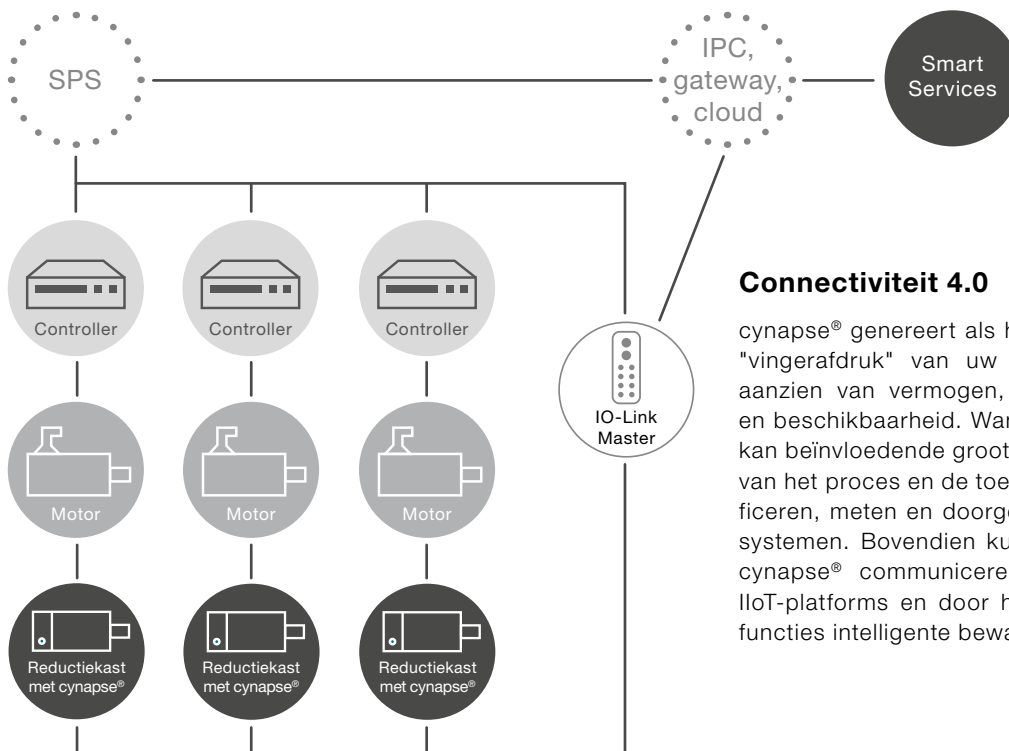 SPS
IPC,
gateway,
cloud
Smart
Services
Controller
Controller
Controller
IO-Link
Master
Motor
Motor
Motor
Reductiekast
met cynapse®
Reductiekast
met cynapse®
Reductiekast
met cynapse®
Connectiviteit 4.0
cynapse® genereert als
"vingerafdruk" van uw
aanzien van vermogen,
en beschikbaarheid.
kan beïnvloedende
van het proces en de
ficeren, meten en
systemen. Bovendien
cynapse®
IIoT-platforms en door
functies intelligente